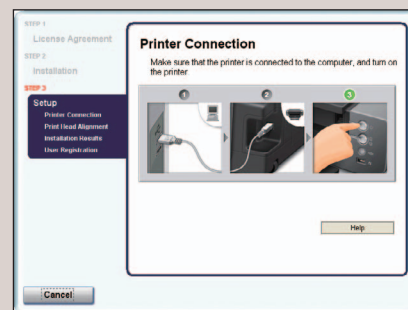 STEP 1
License Agreement
STEP 2
Installation
STEP 3
Setup
Printer Connection
Print Head Alignment
Installation Results
User Registration
Printer Connection
Make sure that the printer is connected to the computer, and turn on
the printer.
1
2
3
Help
Cancel